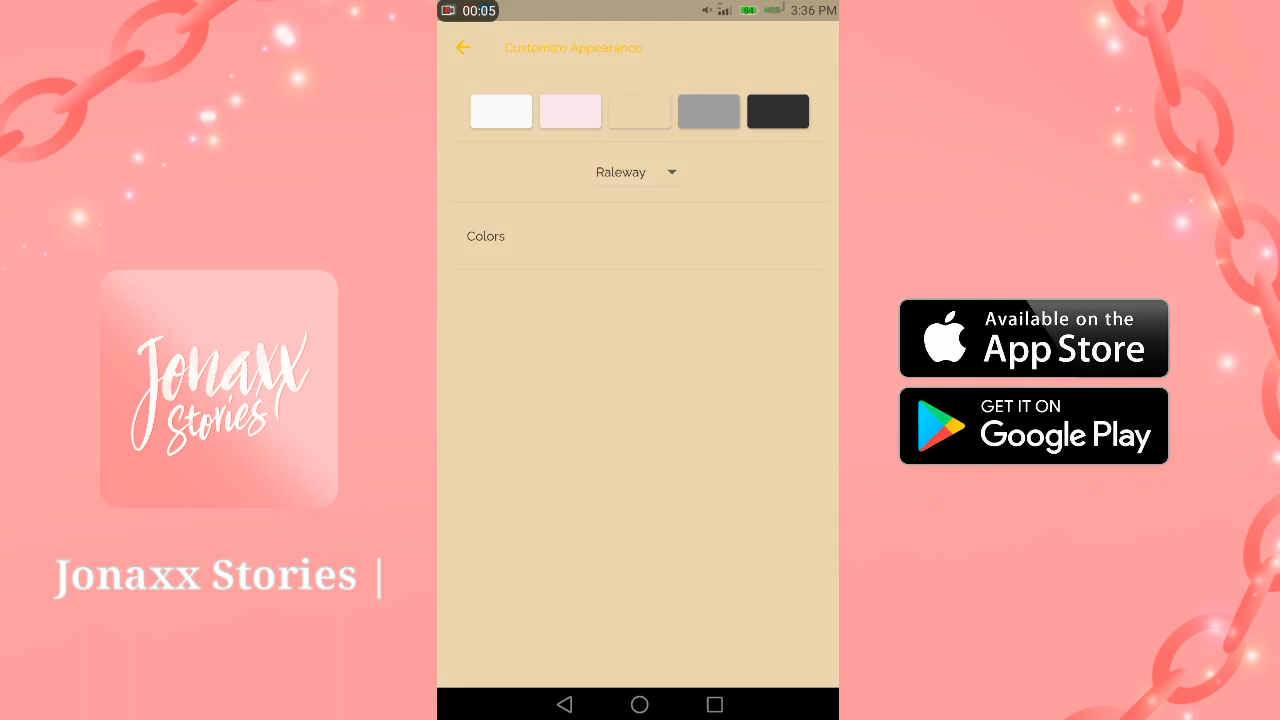 00:05
84
3:36 PM
Customize Appearance
Raleway
Colors
Jonaxx
Stories
Jonaxx Stories |
Available on the
App Store
GET IT ON
Google Play